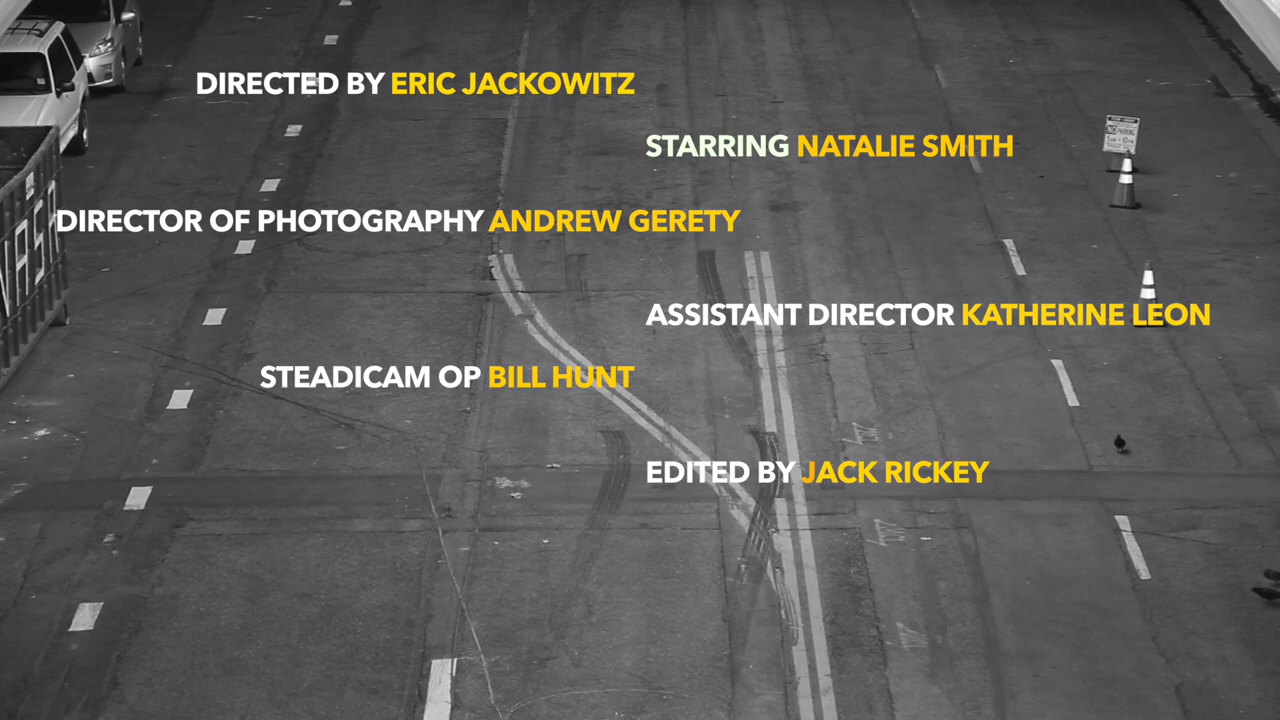 DIRECTED BY ERIC JACKOWITZ
STARRING NATALIE SMITH
DIRECTOR OF PHOTOGRAPHY ANDREW GERETY
ASSISTANT DIRECTOR KATHERINE LEON
STEADICAM OP BILL HUNT
EDITED BY JACK RICKEY